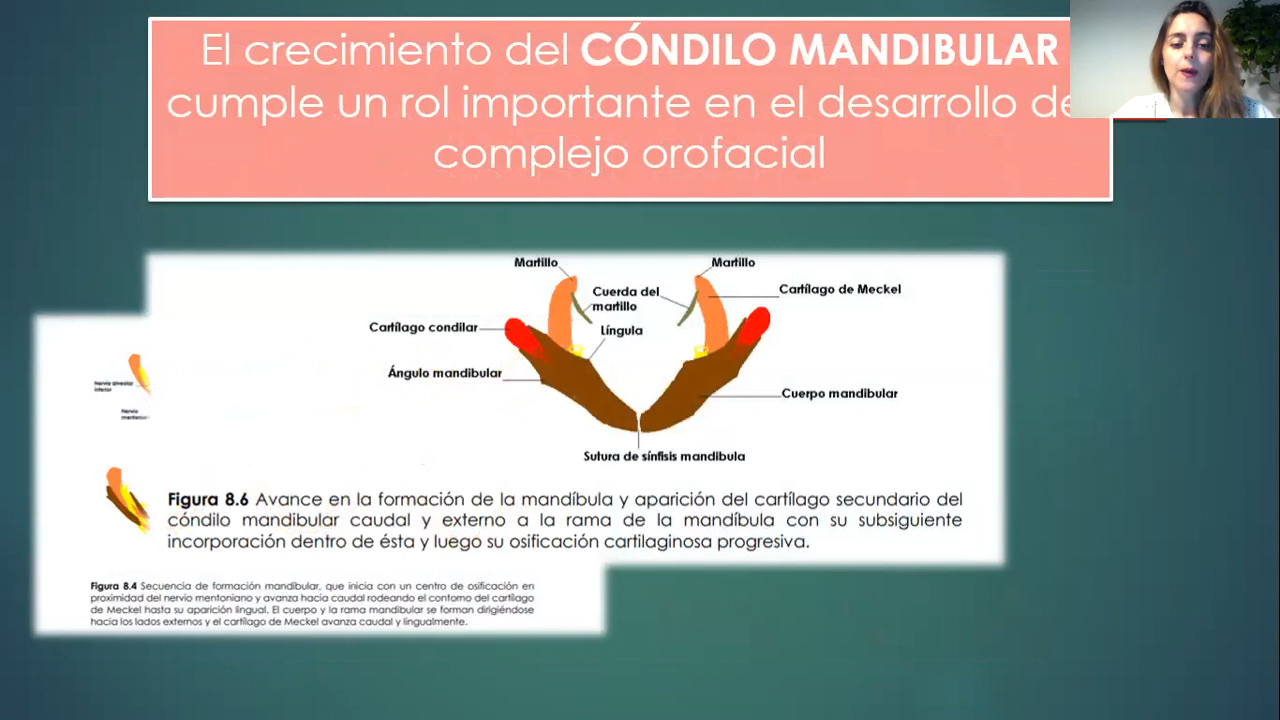 El crecimiento del CÓNDILO MANDIBULAR
cumple un rol importante en el desarrollo de
complejo orofacial
Martillo
Martillo
Cuerda del
martillo
Cartílago de Meckel
Cartílago condilar
Língula
Ángulo mandibular
Cuerpo mandibular
Sutura de sínfisis mandibula
Nervio alveolar
inferior
Nervio
mentoniano
Figura 8.6 Avance en la formación de la mandíbula y aparición del cartílago secundario del
cóndilo mandibular caudal y externo a la rama de la mandíbula con su subsiguiente
incorporación dentro de ésta y luego su osificación cartilaginosa progresiva.
Figura 8.4 Secuencia de formación mandibular, que inicia con un centro de osificación en
proximidad del nervio mentoniano y avanza hacia caudal rodeando el contorno del cartílago
de Meckel hasta su aparición lingual. El cuerpo y la rama mandibular se forman dirigiéndose
hacia los lados externos y el cartílago de Meckel avanza caudal y lingualmente.